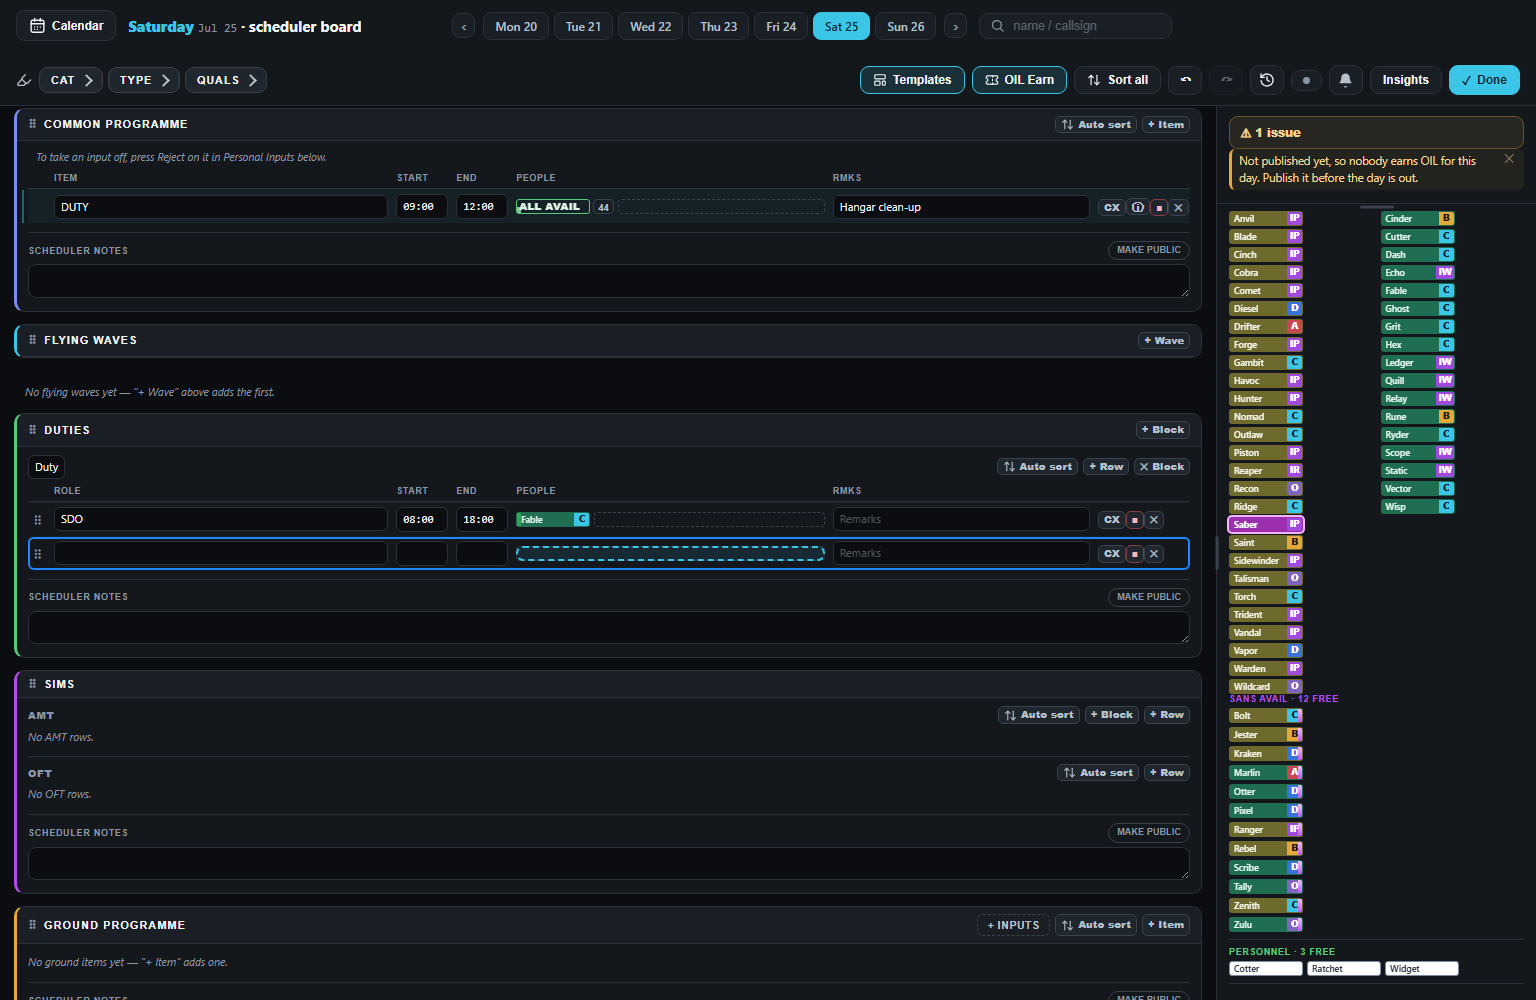 Calendar
Saturday Jul 25 · scheduler board
‹ Mon 20 Tue 21 Wed 22 Thu 23 Fri 24 Sat 25 Sun 26 ›
name / callsign
CAT TYPE QUALS
Templates OIL Earn Sort all Insights ✓ Done
COMMON PROGRAMME Auto sort + Item
To take an input off, press Reject on it in Personal Inputs below.
ITEM START END PEOPLE RMKS
DUTY 09:00 12:00 ALL AVAIL 44 Hangar clean-up CX
SCHEDULER NOTES MAKE PUBLIC
FLYING WAVES + Wave
No flying waves yet — "+ Wave" above adds the first.
DUTIES + Block
Duty Auto sort + Row ✕ Block
ROLE START END PEOPLE RMKS
SDO 08:00 18:00 Fable C Remarks CX
Remarks CX
SCHEDULER NOTES MAKE PUBLIC
SIMS
AMT Auto sort + Block + Row
No AMT rows.
OFT Auto sort + Row
No OFT rows.
SCHEDULER NOTES MAKE PUBLIC
GROUND PROGRAMME + INPUTS Auto sort + Item
No ground items yet — "+ Item" adds one.
SCHEDULER NOTES MAKE PUBLIC
⚠ 1 issue
Not published yet, so nobody earns OIL for this
day. Publish it before the day is out.
Anvil IP Cinder B
Blade IP Cutter C
Cinch IP Dash C
Cobra IP Echo IW
Comet IP Fable C
Diesel D Ghost C
Drifter A Grit C
Forge IP Hex C
Gambit C Ledger IW
Havoc IP Quill IW
Hunter IP Relay IW
Nomad C Rune B
Outlaw C Ryder C
Piston IP Scope IW
Reaper IR Static IW
Recon O Vector C
Ridge C Wisp C
Saber IP
Saint B
Sidewinder IP
Talisman O
Torch C
Trident IP
Vandal IP
Vapor D
Warden IP
Wildcard O
SANS AVAIL · 12 FREE
Bolt C
Jester B
Kraken D
Marlin A
Otter D
Pixel D
Ranger IP
Rebel B
Scribe D
Tally O
Zenith C
Zulu O
PERSONNEL · 3 FREE
Cotter Ratchet Widget